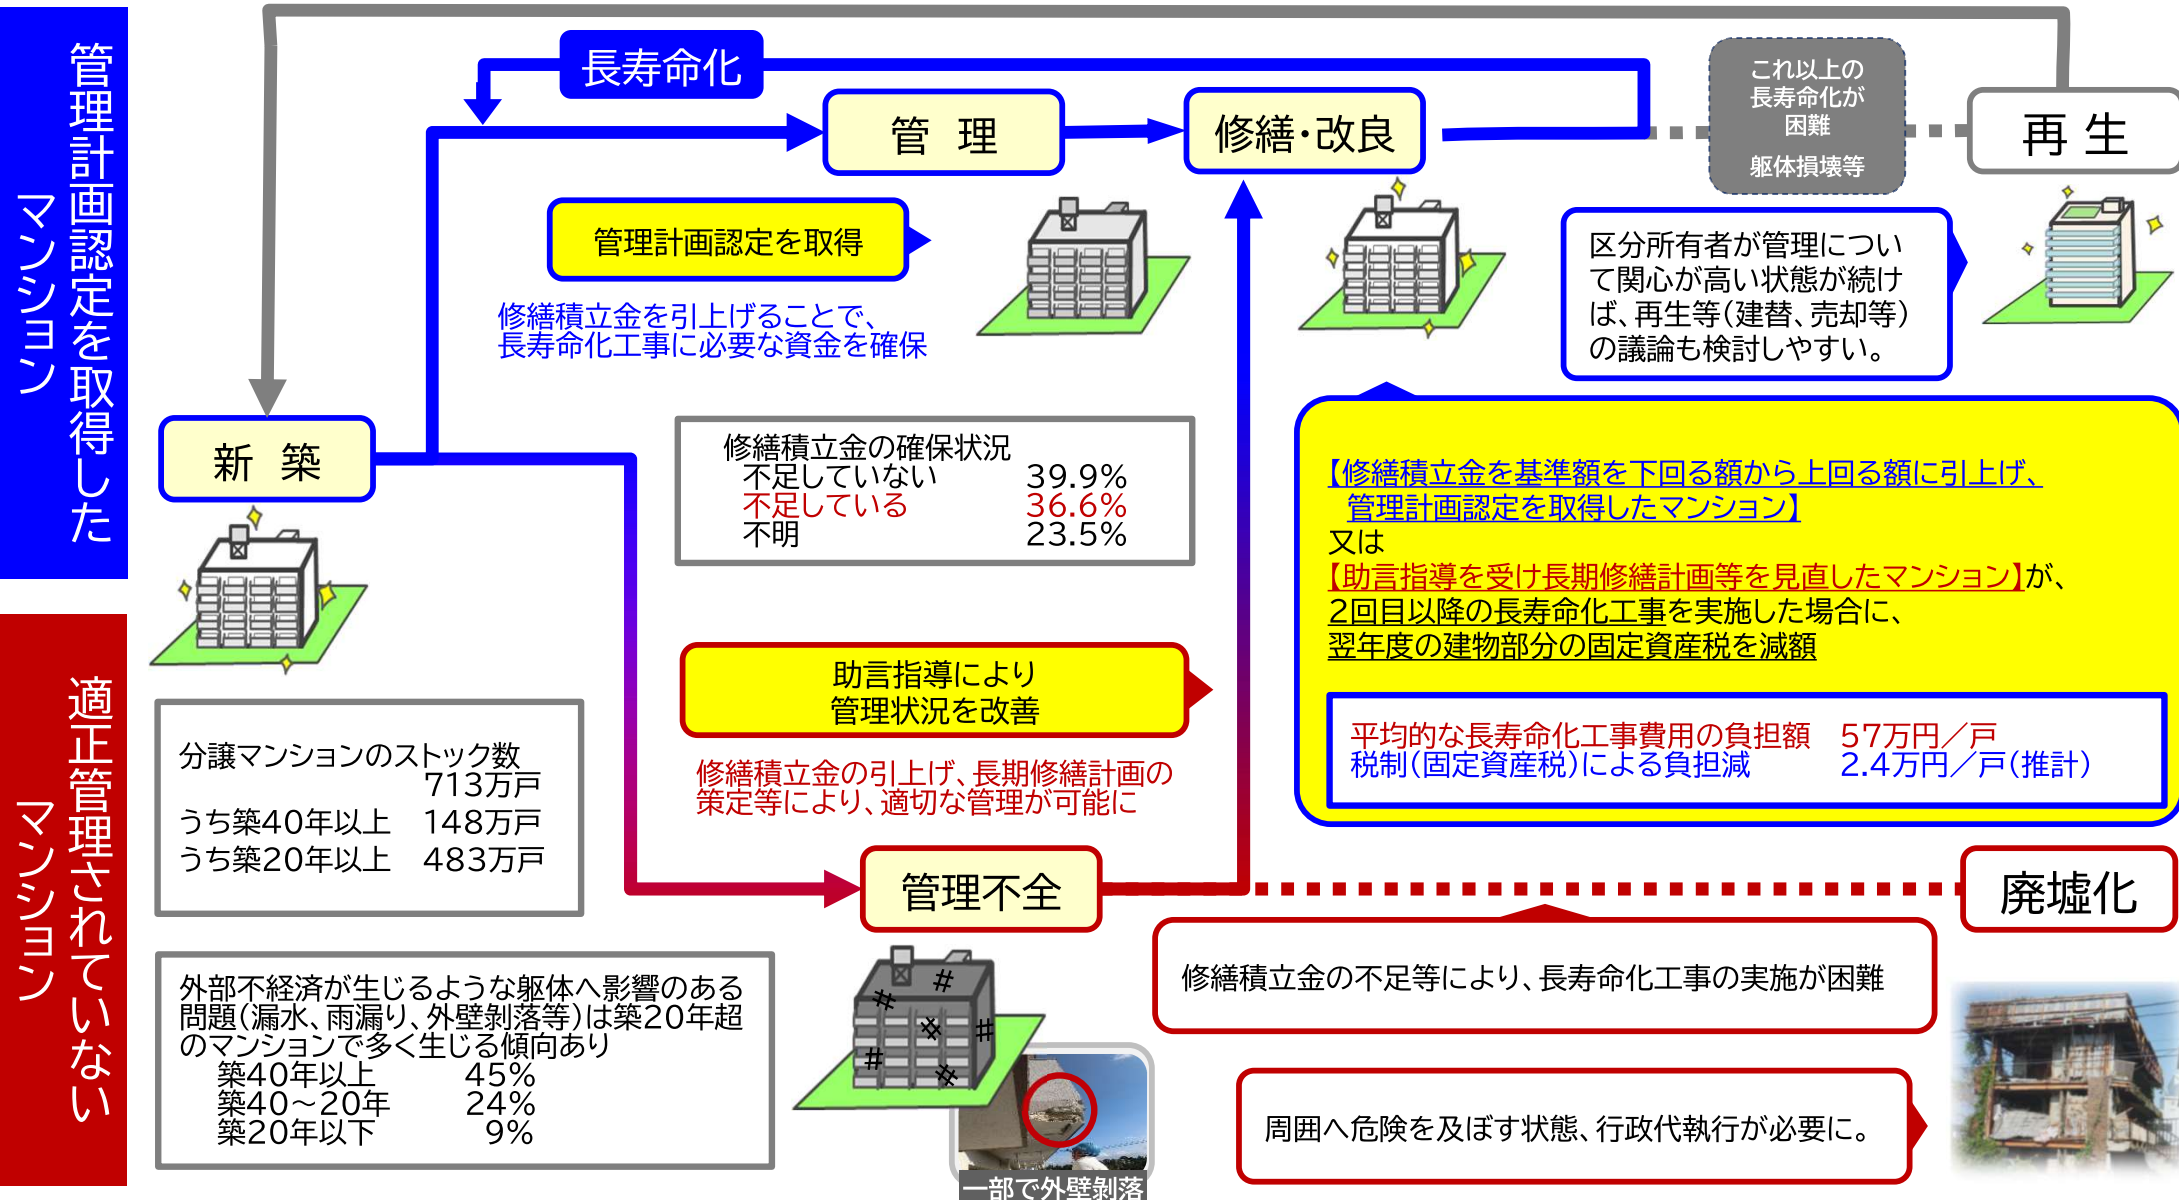 管理計画認定を取得した
マンション
適正管理されていない
マンション
長寿命化
管 理
修繕・改良
これ以上の
長寿命化が
困難
躯体損壊等
再 生
管理計画認定を取得
修繕積立金を引上げることで、
長寿命化工事に必要な資金を確保
区分所有者が管理につい
て関心が高い状態が続け
ば、再生等(建替、売却等)
の議論も検討しやすい。
新 築
修繕積立金の確保状況
不足していない 39.9%
不足している 36.6%
不明 23.5%
【修繕積立金を基準額を下回る額から上回る額に引上げ、
管理計画認定を取得したマンション】
又は
【助言指導を受け長期修繕計画等を見直したマンション】が、
2回目以降の長寿命化工事を実施した場合に、
翌年度の建物部分の固定資産税を減額
平均的な長寿命化工事費用の負担額 57万円/戸
税制(固定資産税)による負担減 2.4万円/戸(推計)
助言指導により
管理状況を改善
修繕積立金の引上げ、長期修繕計画の
策定等により、適切な管理が可能に
分譲マンションのストック数
713万戸
うち築40年以上 148万戸
うち築20年以上 483万戸
管理不全
廃墟化
外部不経済が生じるような躯体へ影響のある
問題(漏水、雨漏り、外壁剝落等)は築20年超
のマンションで多く生じる傾向あり
築40年以上 45%
築40~20年 24%
築20年以下 9%
修繕積立金の不足等により、長寿命化工事の実施が困難
周囲へ危険を及ぼす状態、行政代執行が必要に。
一部で外壁剝落